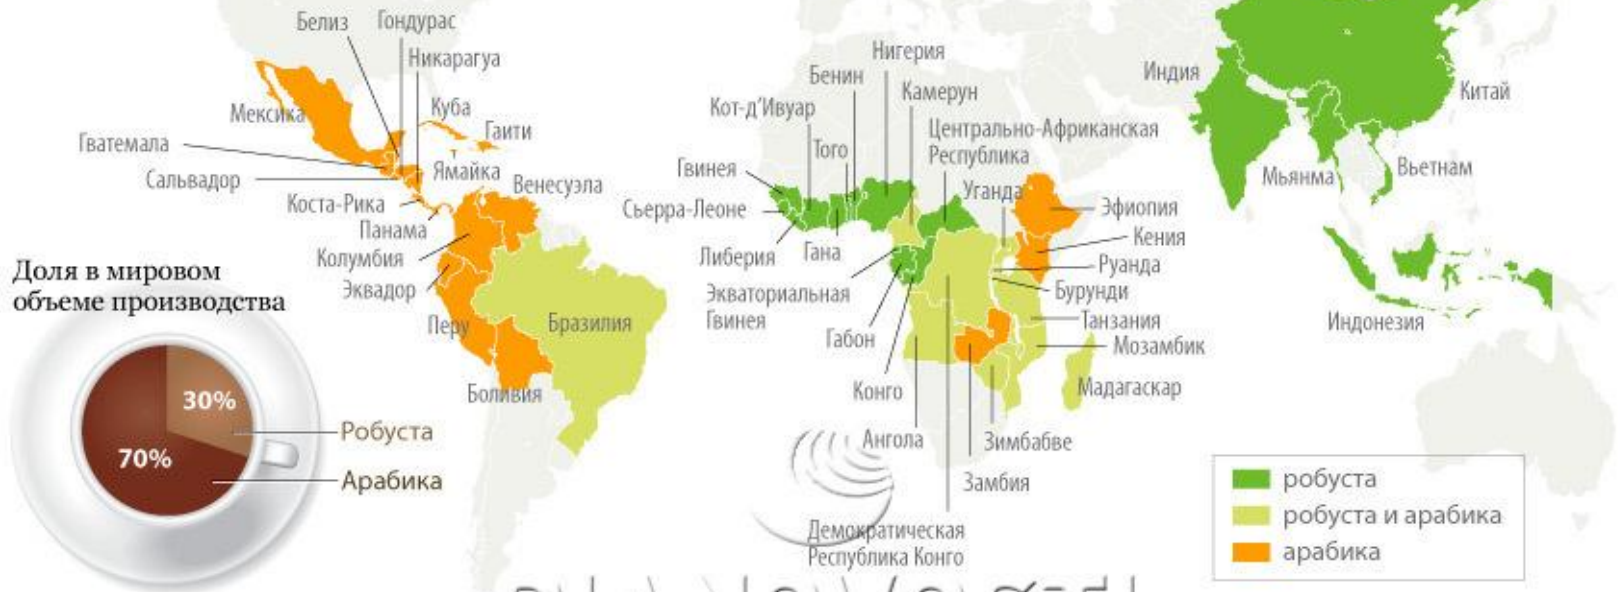 Белиз
Гондурас
Никарагуа
Мексика
Куба
Гаити
Гватемала
Ямайка
Сальвадор
Венесуэла
Коста-Рика
Панама
Колумбия
Эквадор
Перу
Бразилия
Боливия
Нигерия
Бенин
Камерун
Кот-д'Ивуар
Центрально-Африканская
Республика
Того
Гвинея
Уганда
Сьерра-Леоне
Либерия
Гана
Экваториальная
Гвинея
Габон
Конго
Ангола
Эфиопия
Кения
Руанда
Бурунди
Танзания
Мозамбик
Мадагаскар
Зимбабве
Замбия
Демократическая
Республика Конго
Индия
Китай
Мьянма
Вьетнам
Индонезия
Доля в мировом
объеме производства
30%
70%
Робуста
Арабика
робуста
робуста и арабика
арабика